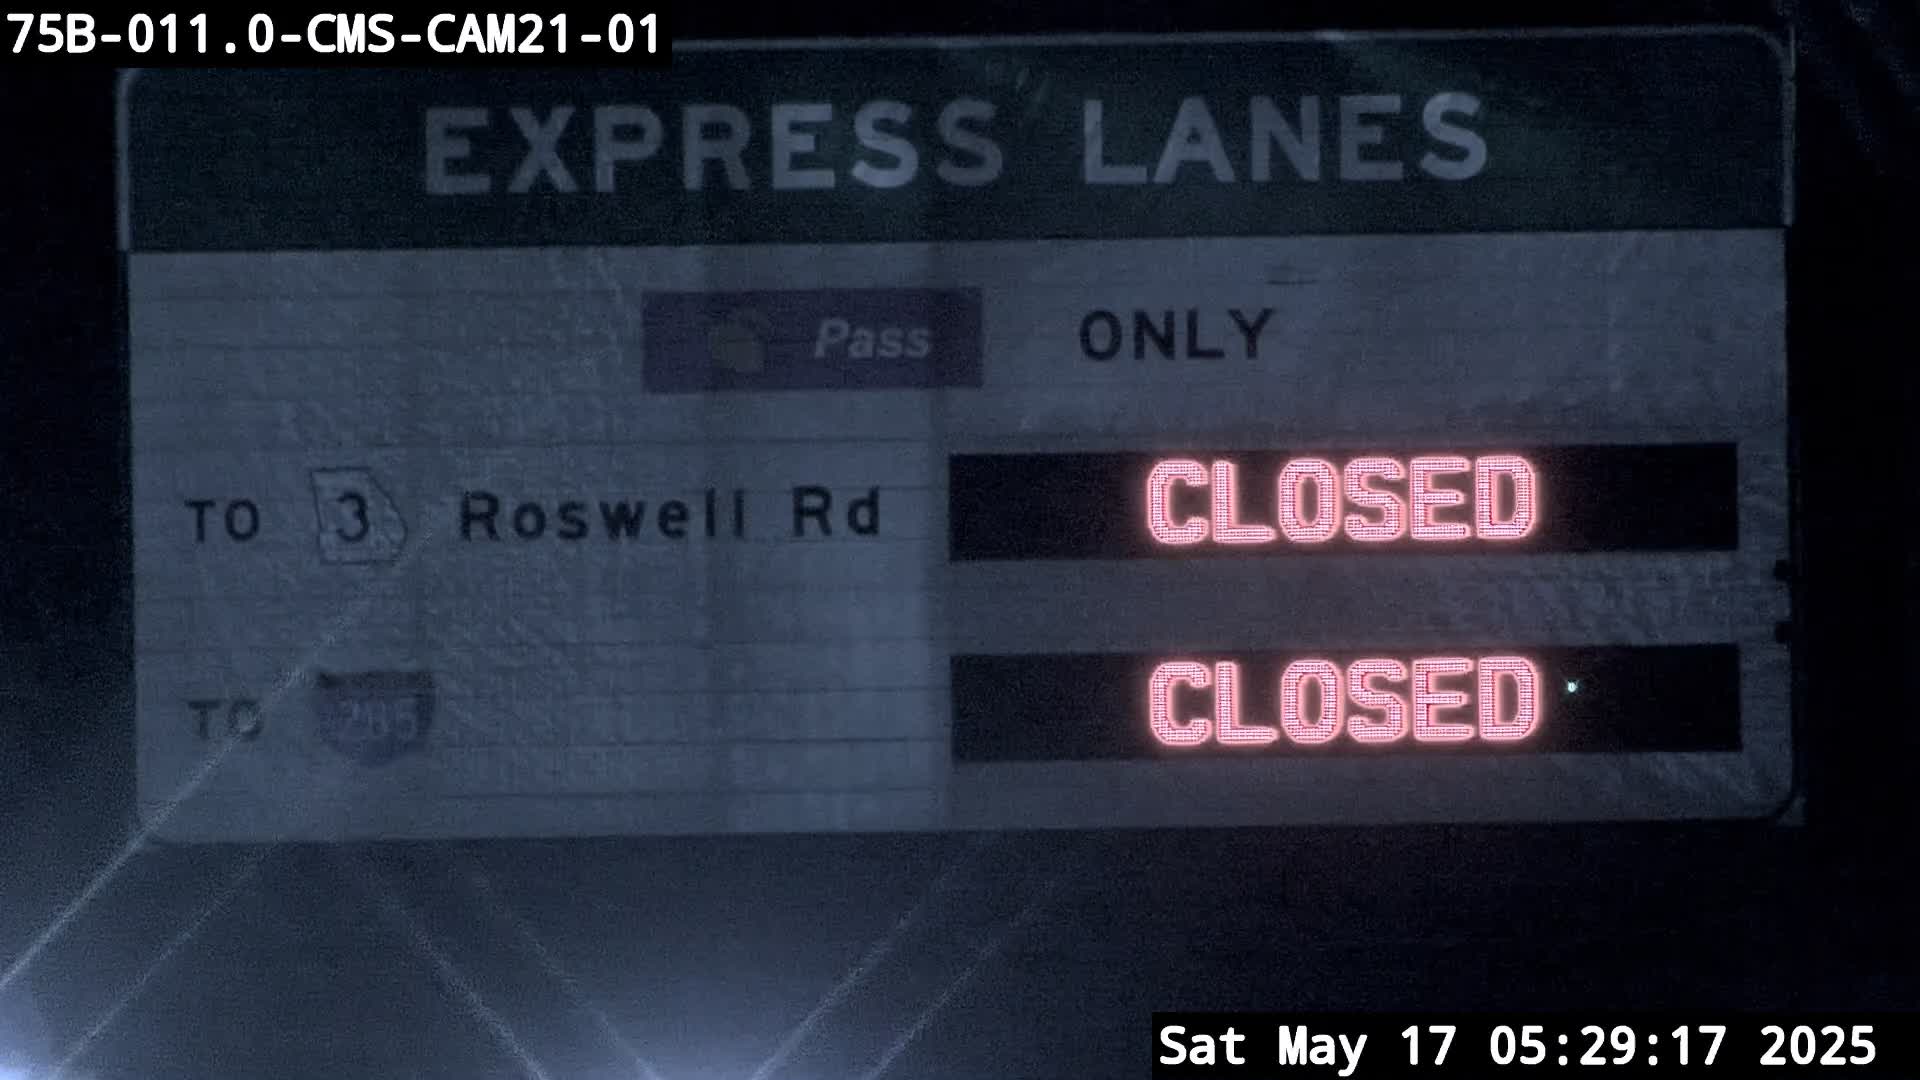 75B-011.0-CMS-CAM21-01
EXPRESS LANES
Pass ONLY
TO 3 Roswell Rd CLOSED
TO 285 CLOSED
Sat May 17 05:29:17 2025